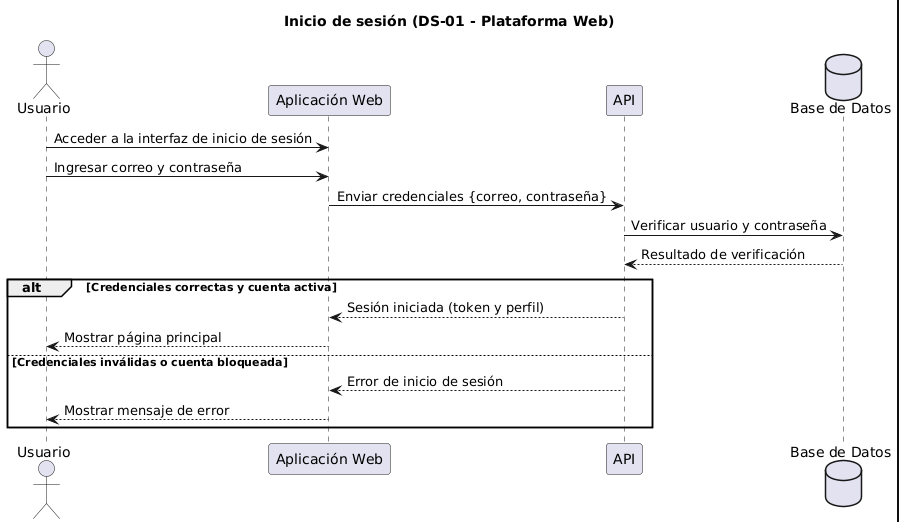 Inicio de sesión (DS-01 - Plataforma Web)
Usuario
Aplicación Web
API
Base de Datos
Acceder a la interfaz de inicio de sesión
Ingresar correo y contraseña
Enviar credenciales {correo, contraseña}
Verificar usuario y contraseña
Resultado de verificación
alt
[Credenciales correctas y cuenta activa]
Sesión iniciada (token y perfil)
Mostrar página principal
[Credenciales inválidas o cuenta bloqueada]
Error de inicio de sesión
Mostrar mensaje de error
Usuario
Aplicación Web
API
Base de Datos